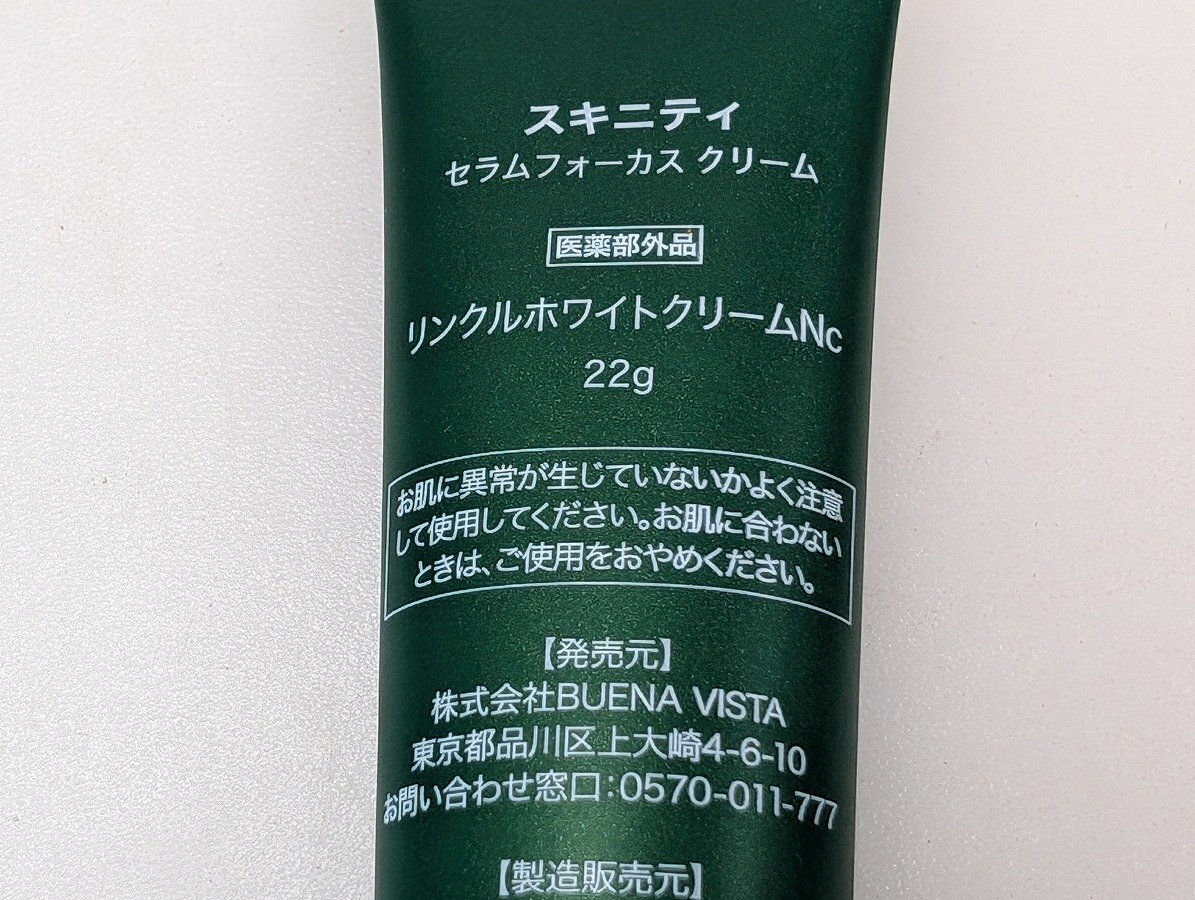 スキニティ
セラムフォーカス クリーム
医薬部外品
リンクルホワイトクリームNc
22g
お肌に異常が生じていないかよく注意
して使用してください。お肌に合わない
ときは、ご使用をおやめください。
【発売元】
株式会社BUENA VISTA
東京都品川区上大崎4-6-10
お問い合わせ窓口:0570-011-777
【製造販売元】